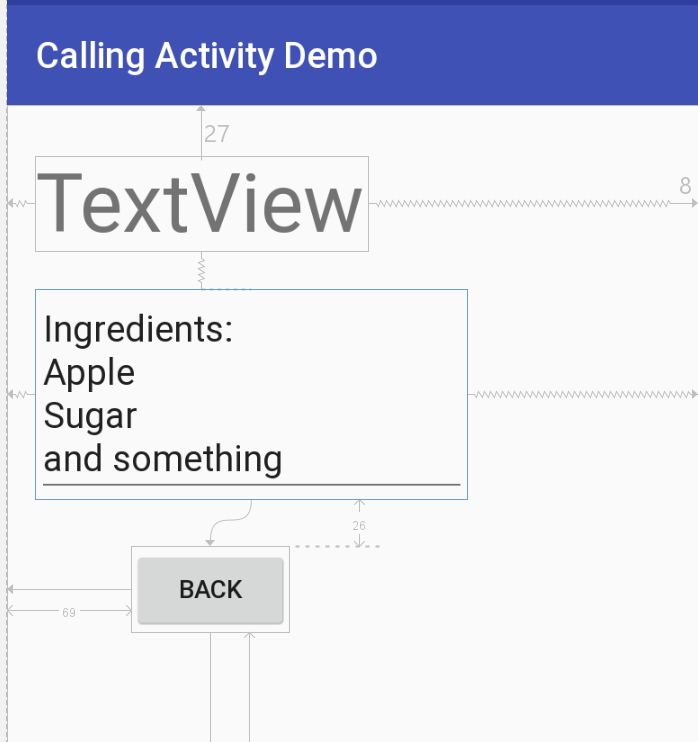 Calling Activity Demo
27
TextView
8
Ingredients:
Apple
Sugar
and something
26
BACK
69